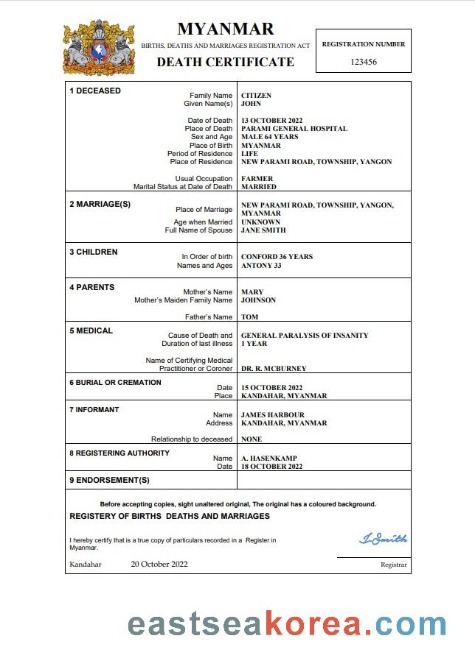 MYANMAR
BIRTHS, DEATHS AND MARRIAGES REGISTRATION ACT
DEATH CERTIFICATE
REGISTRATION NUMBER
123456
1 DECEASED
Family Name CITIZEN
Given Name(s) JOHN
Date of Death 13 OCTOBER 2022
Place of Death PARAMI GENERAL HOSPITAL
Sex and Age MALE 64 YEARS
Place of Birth MYANMAR
Period of Residence LIFE
Place of Residence NEW PARAMI ROAD, TOWNSHIP, YANGON
Usual Occupation FARMER
Marital Status at Date of Death MARRIED
2 MARRIAGE(S)
Place of Marriage NEW PARAMI ROAD, TOWNSHIP, YANGON,
MYANMAR
Age when Married UNKNOWN
Full Name of Spouse JANE SMITH
3 CHILDREN
In Order of birth CONFORD 36 YEARS
Names and Ages ANTONY 33
4 PARENTS
Mother's Name MARY
Mother's Maiden Family Name JOHNSON
Father's Name TOM
5 MEDICAL
Cause of Death and GENERAL PARALYSIS OF INSANITY
Duration of last illness 1 YEAR
Name of Certifying Medical
Practitioner or Coroner DR. R. MCBURNEY
6 BURIAL OR CREMATION
Date 15 OCTOBER 2022
Place KANDAHAR, MYANMAR
7 INFORMANT
Name JAMES HARBOUR
Address KANDAHAR, MYANMAR
Relationship to deceased NONE
8 REGISTERING AUTHORITY
Name A. HASENKAMP
Date 18 OCTOBER 2022
9 ENDORSEMENT(S)
Before accepting copies, sight unaltered original, The original has a coloured background.
REGISTERY OF BIRTHS DEATHS AND MARRIAGES
I hereby certify that is a true copy of particulars recorded in a Register in
Myanmar.
I. Smith
Kandahar 20 October 2022 Registrar
eastseakorea.com